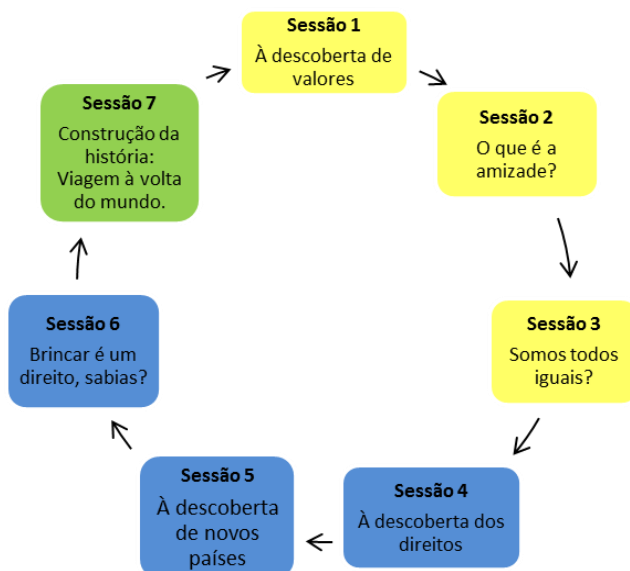 Sessão 1
À descoberta de
valores
Sessão 2
O que é a
amizade?
Sessão 3
Somos todos
iguais?
Sessão 4
À descoberta dos
direitos
Sessão 5
À descoberta
de novos
países
Sessão 6
Brincar é um
direito, sabias?
Sessão 7
Construção da
história:
Viagem à volta
do mundo.